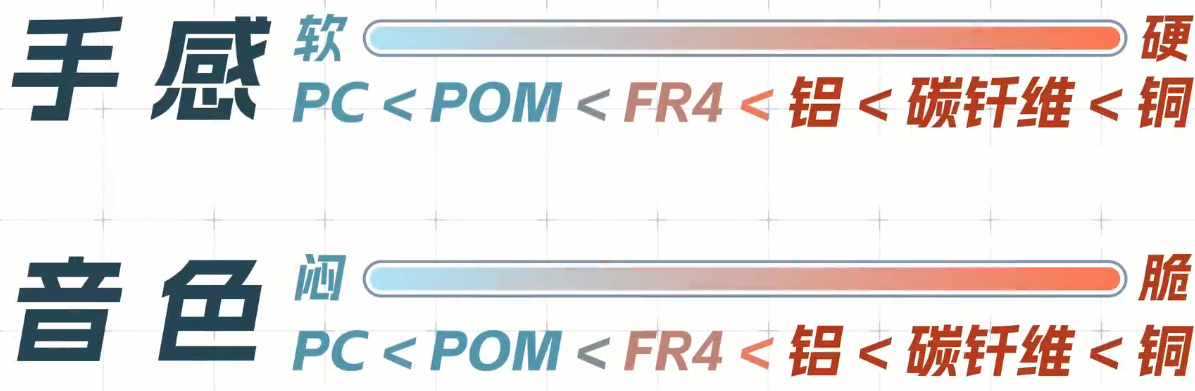 手感 软 硬
PC < POM < FR4 < 铝 < 碳钎维 < 铜
音色 闷 脆
PC < POM < FR4 < 铝 < 碳钎维 < 铜